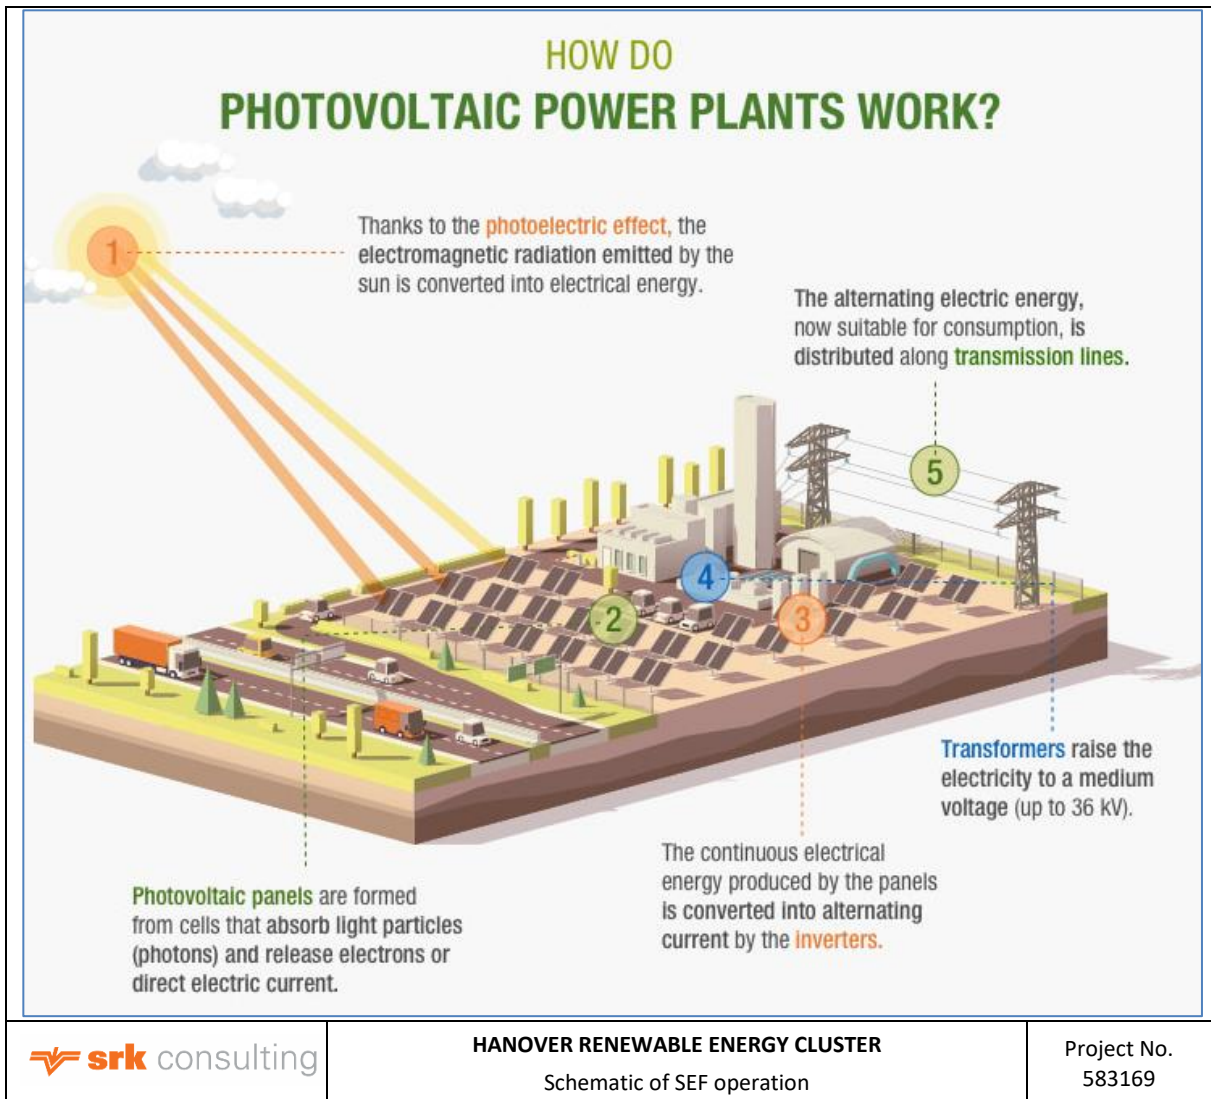 HOW DO
PHOTOVOLTAIC POWER PLANTS WORK?
1
Thanks to the photoelectric effect, the
electromagnetic radiation emitted by the
sun is converted into electrical energy.
The alternating electric energy,
now suitable for consumption, is
distributed along transmission lines.
5
4
2
3
Transformers raise the
electricity to a medium
voltage (up to 36 kV).
The continuous electrical
energy produced by the panels
is converted into alternating
current by the inverters.
Photovoltaic panels are formed
from cells that absorb light particles
(photons) and release electrons or
direct electric current.
srk consulting
HANOVER RENEWABLE ENERGY CLUSTER
Schematic of SEF operation
Project No.
583169